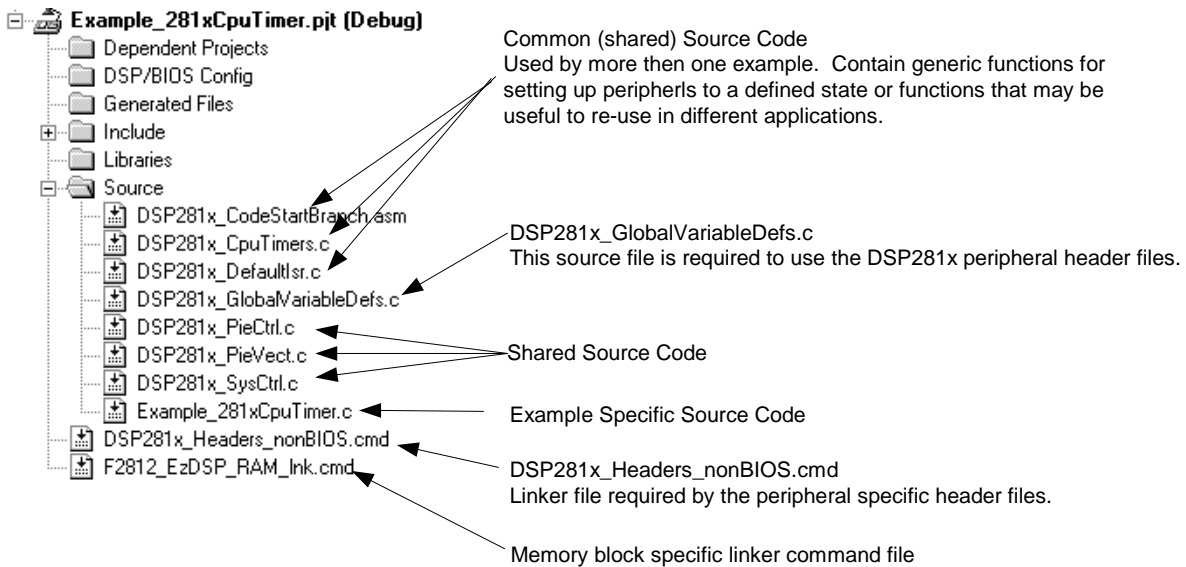 Example_281xCpuTimer.pjt (Debug)
Dependent Projects
DSP/BIOS Config
Generated Files
Include
Libraries
Source
DSP281x_CodeStartBranch.asm
DSP281x_CpuTimers.c
DSP281x_DefaultIsr.c
DSP281x_GlobalVariableDefs.c
DSP281x_PieCtrl.c
DSP281x_PieVect.c
DSP281x_SysCtrl.c
Example_281xCpuTimer.c
DSP281x_Headers_nonBIOS.cmd
F2812_EzDSP_RAM_lnk.cmd
Common (shared) Source Code
Used by more then one example. Contain generic functions for
setting up peripherls to a defined state or functions that may be
useful to re-use in different applications.
DSP281x_GlobalVariableDefs.c
This source file is required to use the DSP281x peripheral header files.
Shared Source Code
Example Specific Source Code
DSP281x_Headers_nonBIOS.cmd
Linker file required by the peripheral specific header files.
Memory block specific linker command file